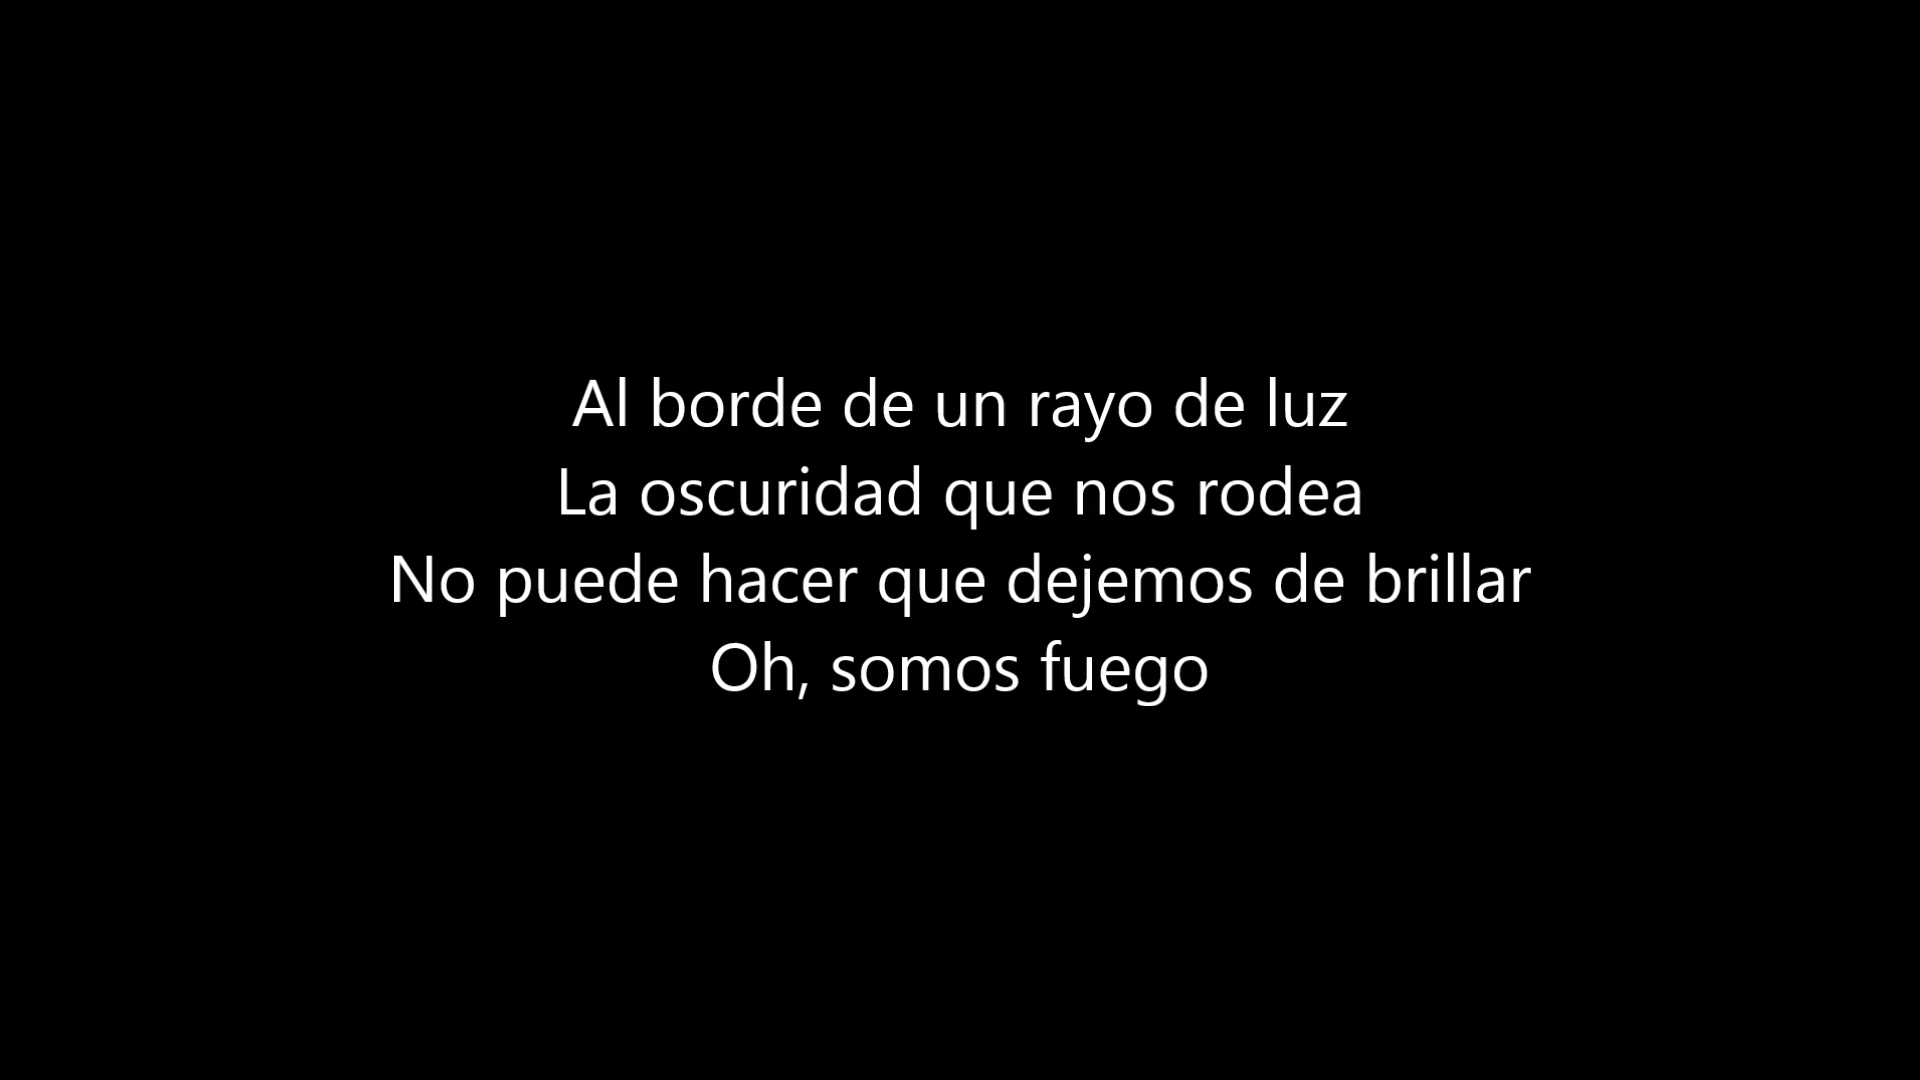 Al borde de un rayo de luz
La oscuridad que nos rodea
No puede hacer que dejemos de brillar
Oh, somos fuego